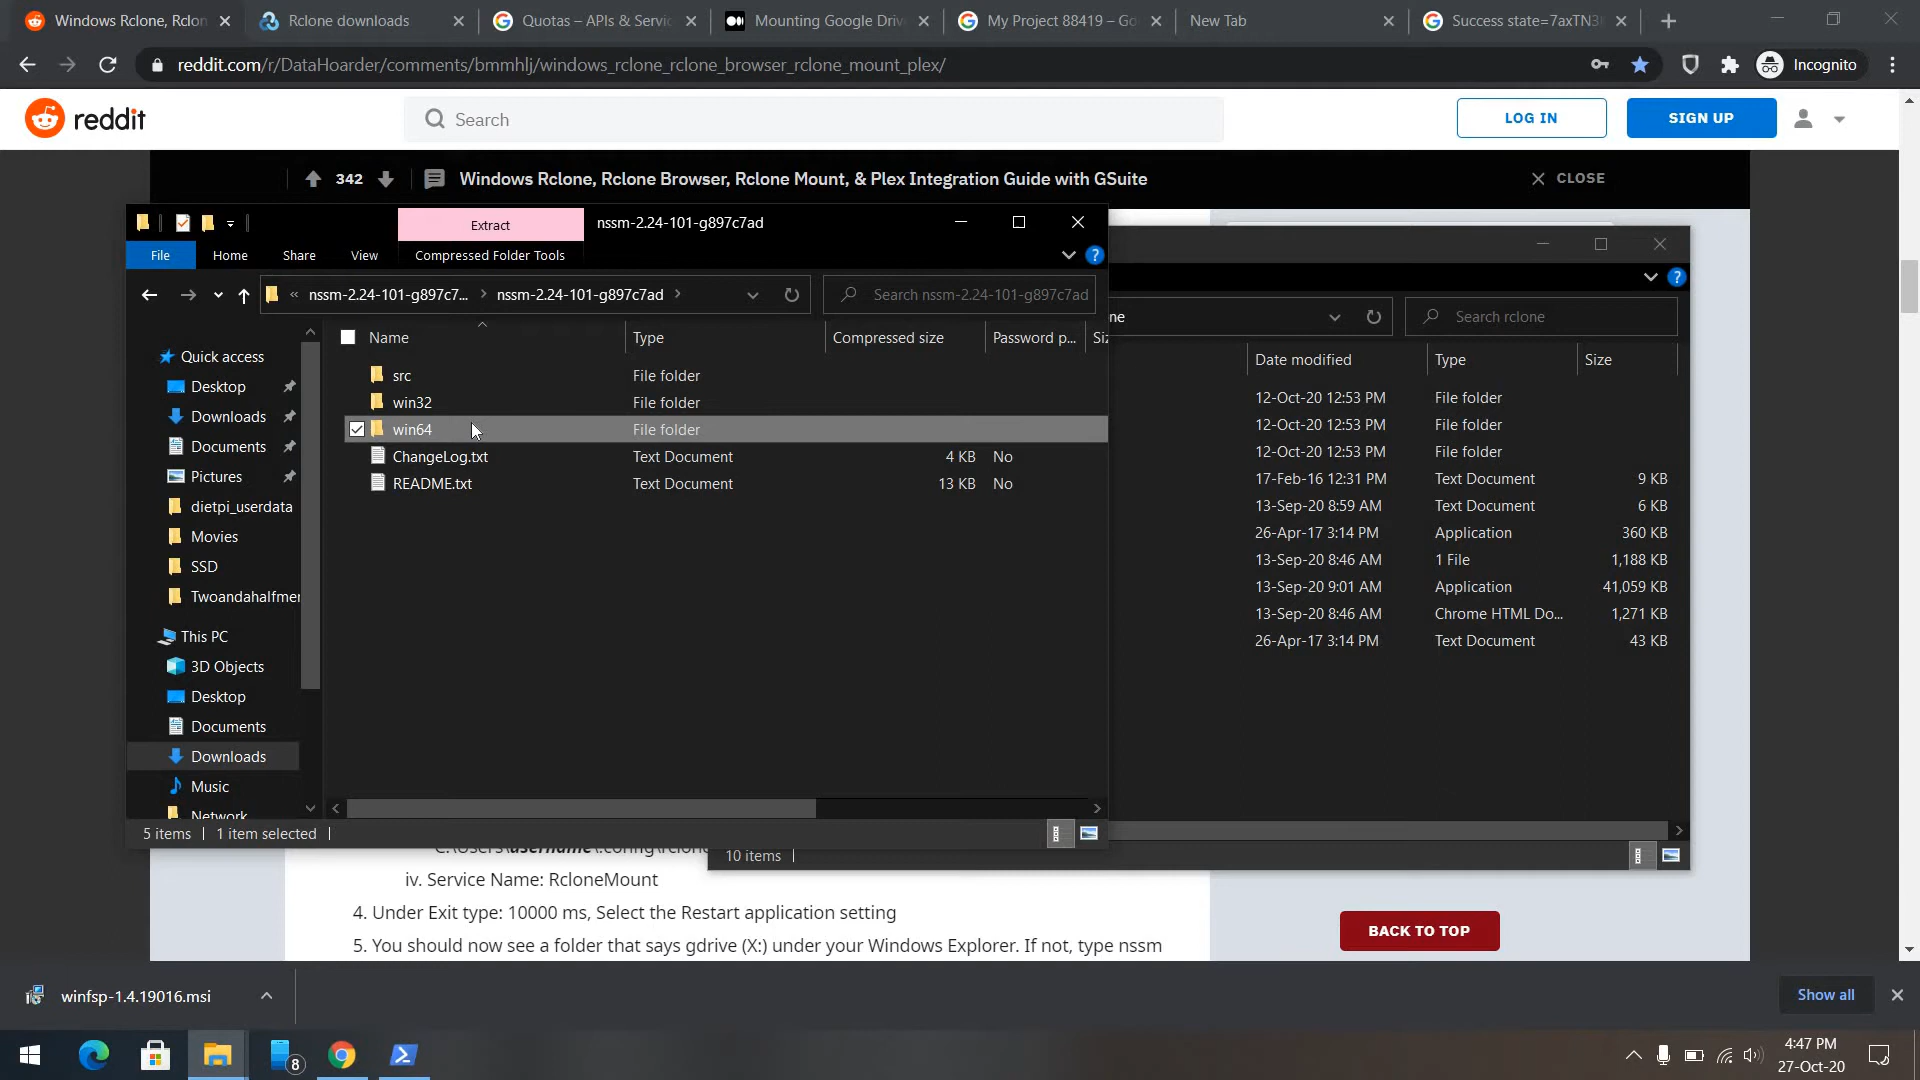 Windows Rclone, Rclon
Rclone downloads
Quotas – APIs & Servic
Mounting Google Driv
My Project 88419 – Go
New Tab
Success state=7axTN3
reddit.com/r/DataHoarder/comments/bmmhlj/windows_rclone_rclone_browser_rclone_mount_plex/
Incognito
reddit
Search
LOG IN
SIGN UP
342
Windows Rclone, Rclone Browser, Rclone Mount, & Plex Integration Guide with GSuite
CLOSE
Extract
nssm-2.24-101-g897c7ad
File
Home
Share
View
Compressed Folder Tools
« nssm-2.24-101-g897c7... > nssm-2.24-101-g897c7ad >
Search nssm-2.24-101-g897c7ad
ne
Search rclone
Name
Type
Compressed size
Password p...
Siz
Date modified
Type
Size
Quick access
Desktop
Downloads
Documents
Pictures
dietpi_userdata
Movies
SSD
Twoandahalfmer
This PC
3D Objects
Desktop
Documents
Downloads
Music
Network
src File folder
win32 File folder
win64 File folder
ChangeLog.txt Text Document 4 KB No
README.txt Text Document 13 KB No
12-Oct-20 12:53 PM File folder
12-Oct-20 12:53 PM File folder
12-Oct-20 12:53 PM File folder
17-Feb-16 12:31 PM Text Document 9 KB
13-Sep-20 8:59 AM Text Document 6 KB
26-Apr-17 3:14 PM Application 360 KB
13-Sep-20 8:46 AM 1 File 1,188 KB
13-Sep-20 9:01 AM Application 41,059 KB
13-Sep-20 8:46 AM Chrome HTML Do... 1,271 KB
26-Apr-17 3:14 PM Text Document 43 KB
5 items
1 item selected
10 items
C:\Users\username\.config\rclone
iv. Service Name: RcloneMount
4. Under Exit type: 10000 ms, Select the Restart application setting
5. You should now see a folder that says gdrive (X:) under your Windows Explorer. If not, type nssm
BACK TO TOP
winfsp-1.4.19016.msi
Show all
8
4:47 PM
27-Oct-20